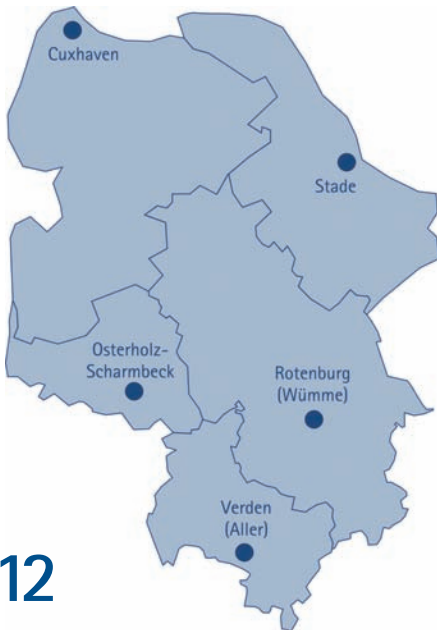 Cuxhaven
Stade
Osterholz-
Scharmbeck
Rotenburg
(Wümme)
Verden
(Aller)
12